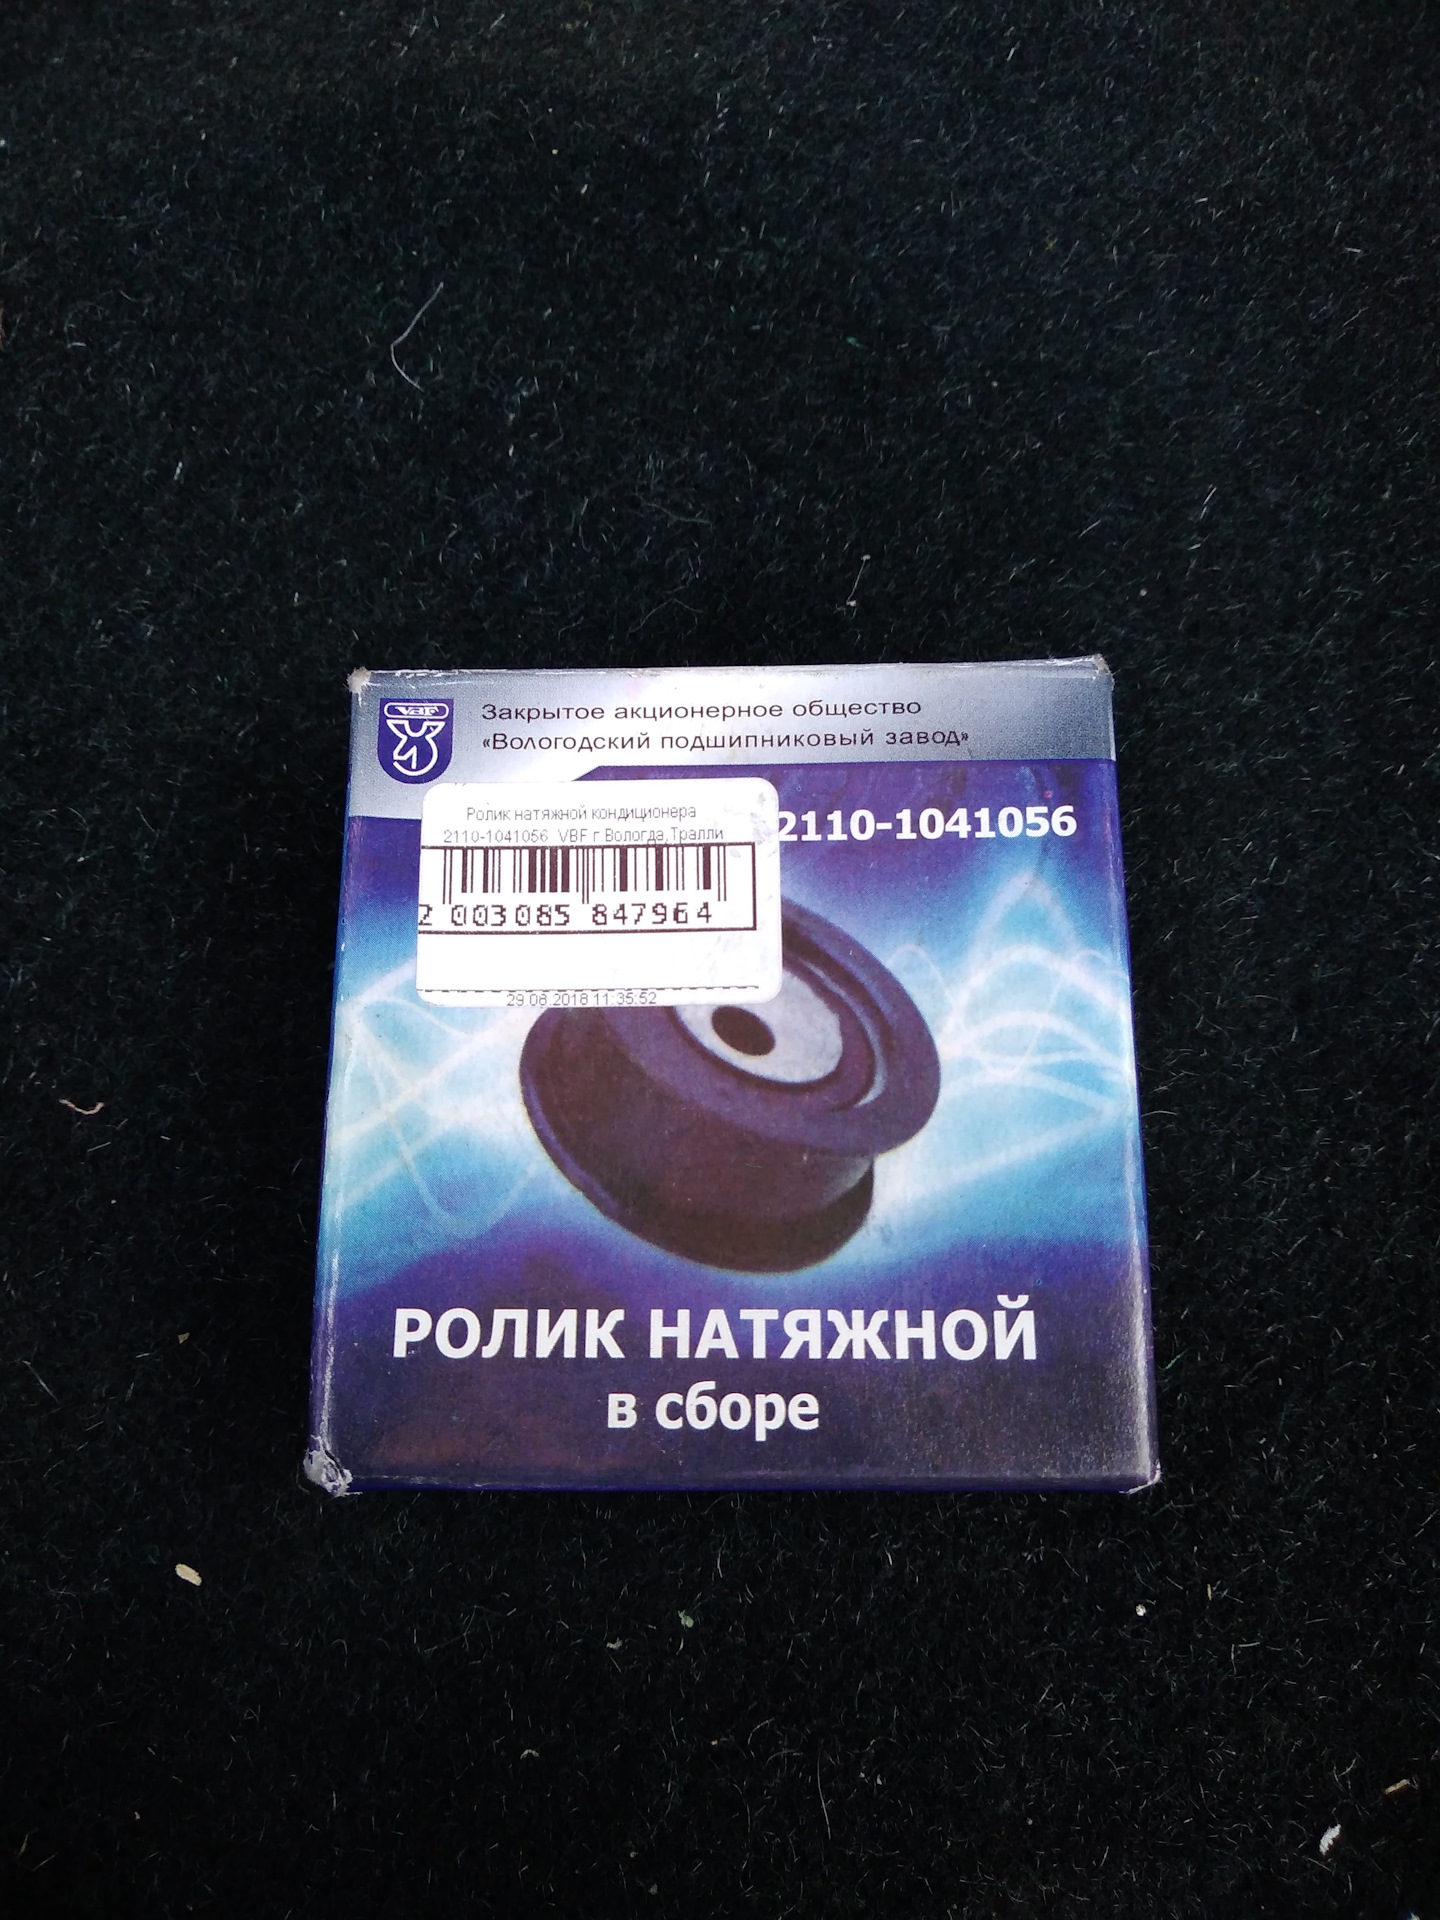 VBF
Закрытое акционерное общество
«Вологодский подшипниковый завод»
2110-1041056
Ролик натяжной кондиционера
2110-1041056 VBF г Вологда,Тралли
2 003085 847964
29.08.2018 11:35:52
РОЛИК НАТЯЖНОЙ
в сборе